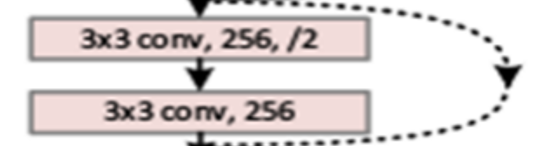 3x3 conv, 256, /2
3x3 conv, 256